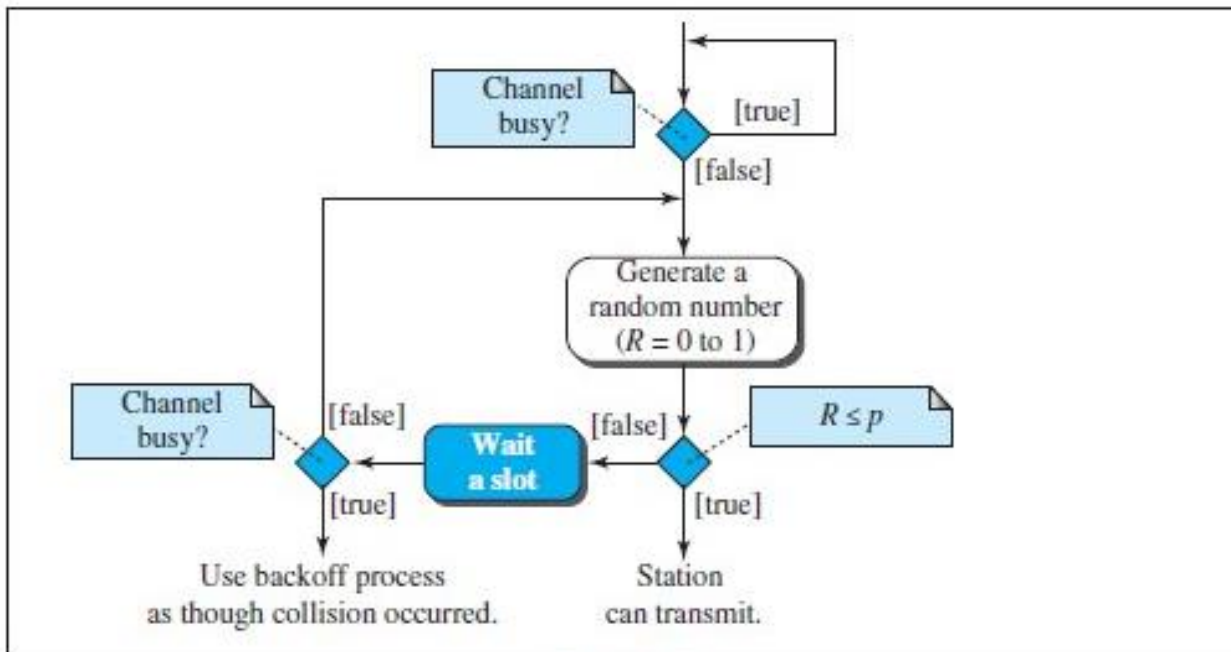 Channel
busy?
[true]
[false]
Generate a
random number
(R = 0 to 1)
Channel
busy?
[false]
Wait
a slot
[false]
R ≤ p
[true]
[true]
Use backoff process
as though collision occurred.
Station
can transmit.